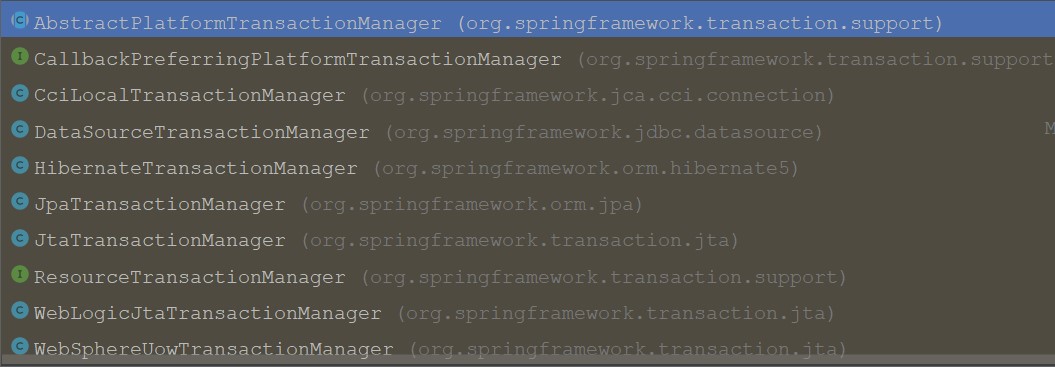 AbstractPlatformTransactionManager (org.springframework.transaction.support)
CallbackPreferringPlatformTransactionManager (org.springframework.transaction.support
CciLocalTransactionManager (org.springframework.jca.cci.connection)
DataSourceTransactionManager (org.springframework.jdbc.datasource)
HibernateTransactionManager (org.springframework.orm.hibernate5)
JpaTransactionManager (org.springframework.orm.jpa)
JtaTransactionManager (org.springframework.transaction.jta)
ResourceTransactionManager (org.springframework.transaction.support)
WebLogicJtaTransactionManager (org.springframework.transaction.jta)
WebSphereUowTransactionManager (org.springframework.transaction.jta)